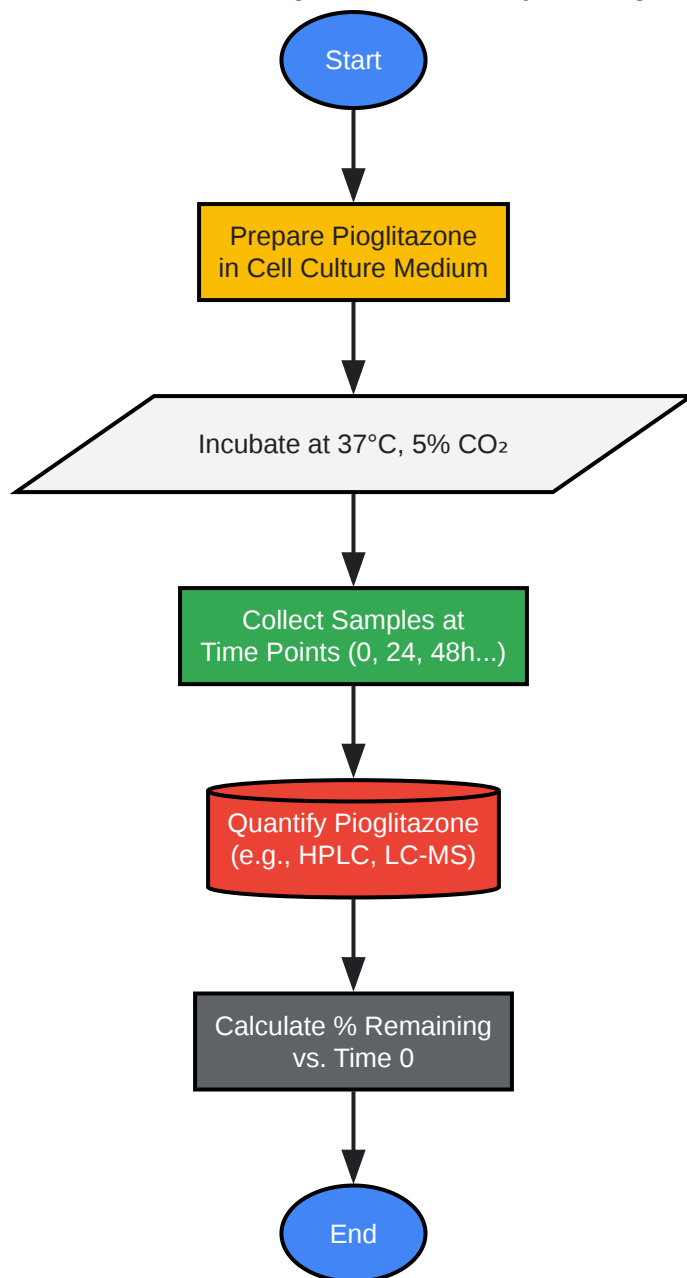 Start
Prepare Pioglitazone
in Cell Culture Medium
Incubate at 37°C, 5% CO₂
Collect Samples at
Time Points (0, 24, 48h...)
Quantify Pioglitazone
(e.g., HPLC, LC-MS)
Calculate % Remaining
vs. Time 0
End